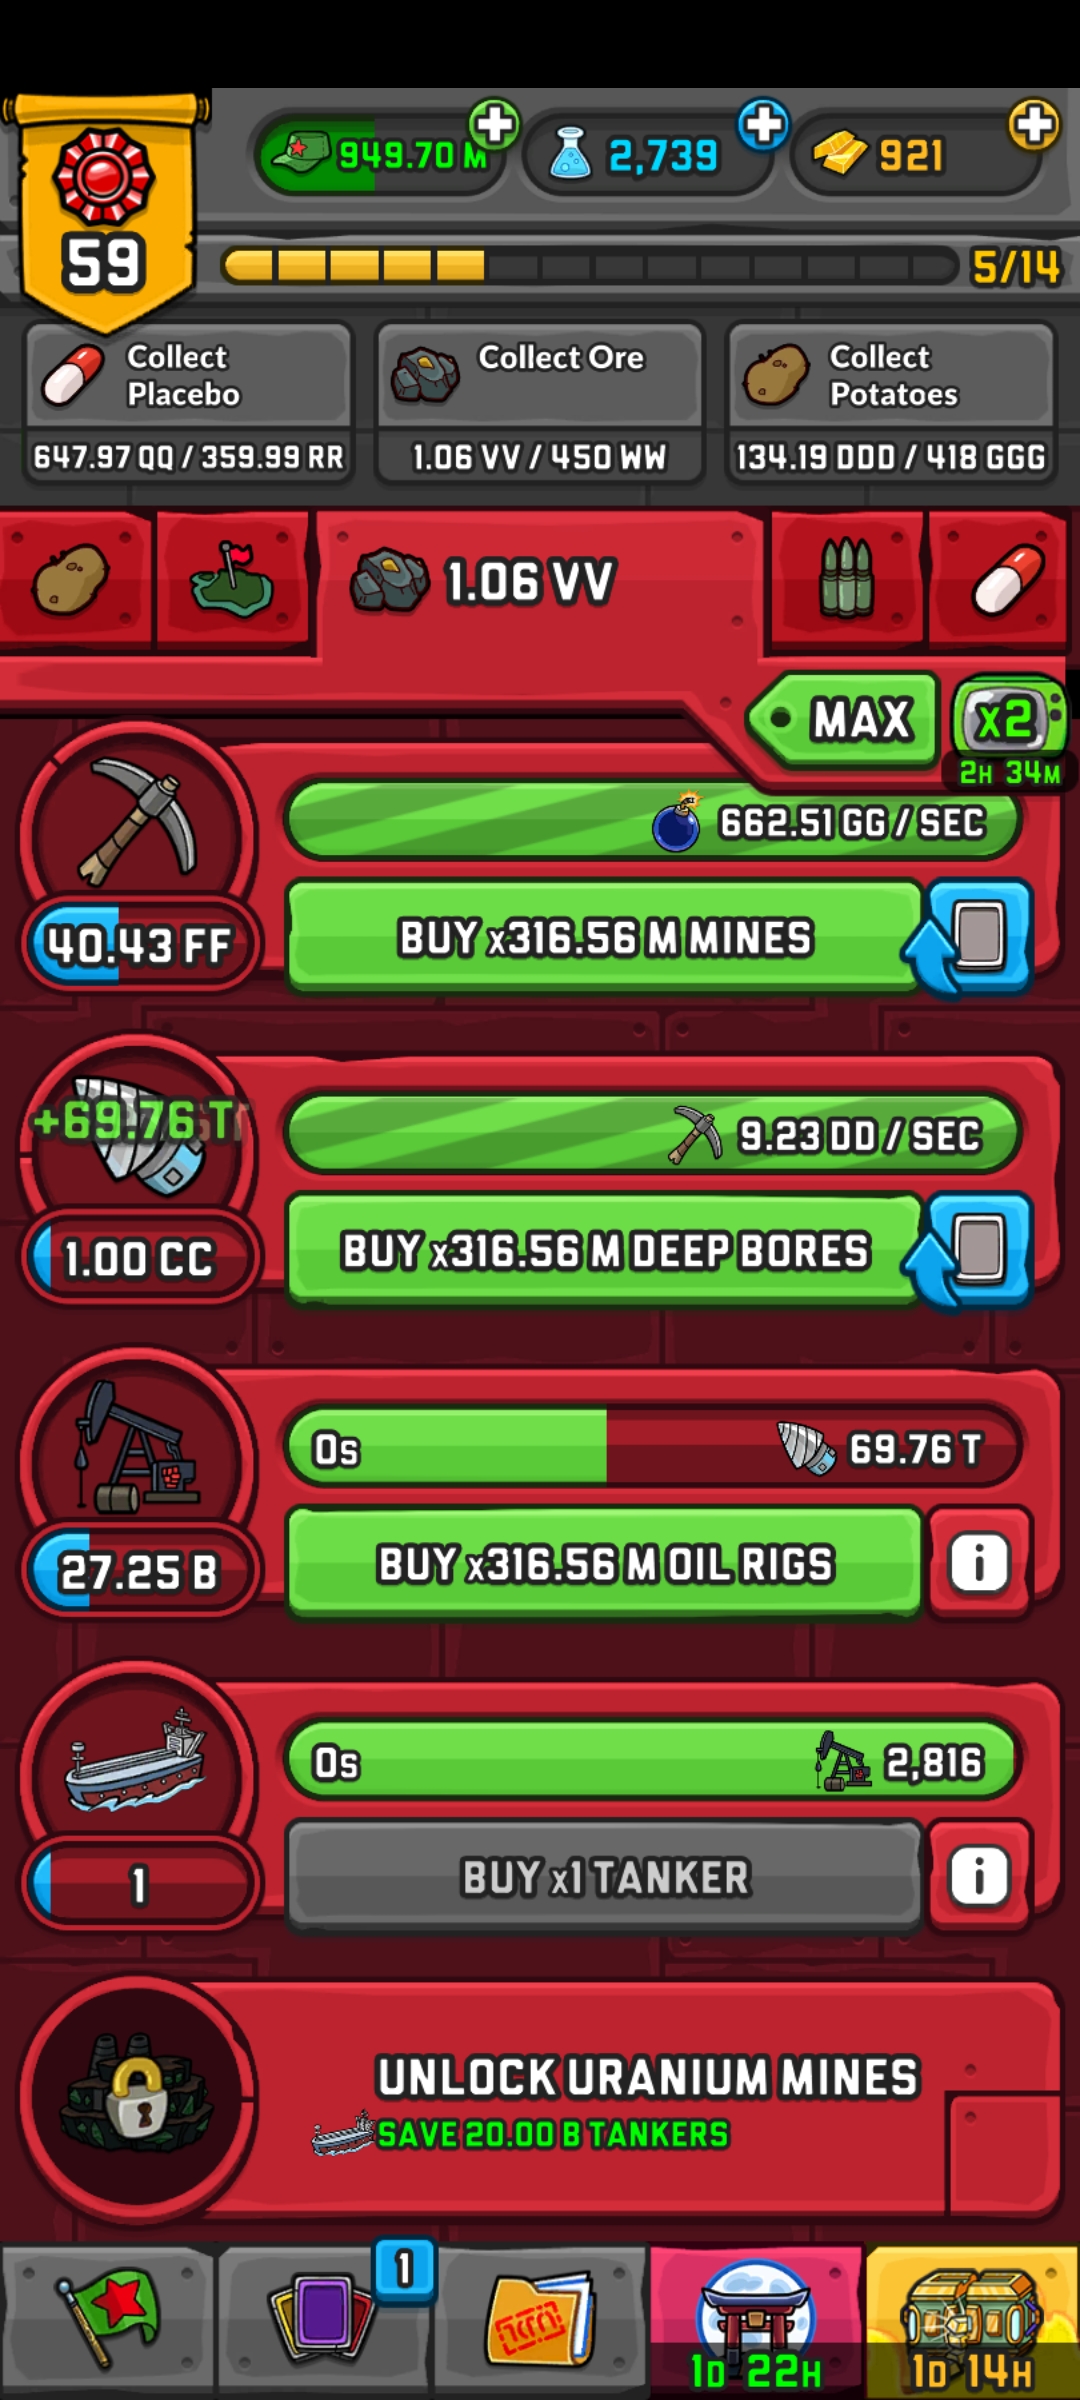 949.70 M
2,739
921
59
5/14
Collect
Placebo
647.97 QQ / 359.99 RR
Collect Ore
1.06 VV / 450 WW
Collect
Potatoes
134.19 DDD / 418 GGG
1.06 VV
MAX
x2
2H 34M
662.51 GG / SEC
40.43 FF
BUY x316.56 M MINES
+69.76 T
9.23 DD / SEC
1.00 CC
BUY x316.56 M DEEP BORES
0s
69.76 T
27.25 B
BUY x316.56 M OIL RIGS
i
0s
2,816
1
BUY x1 TANKER
i
UNLOCK URANIUM MINES
SAVE 20.00 B TANKERS
1
1D 22H
1D 14H